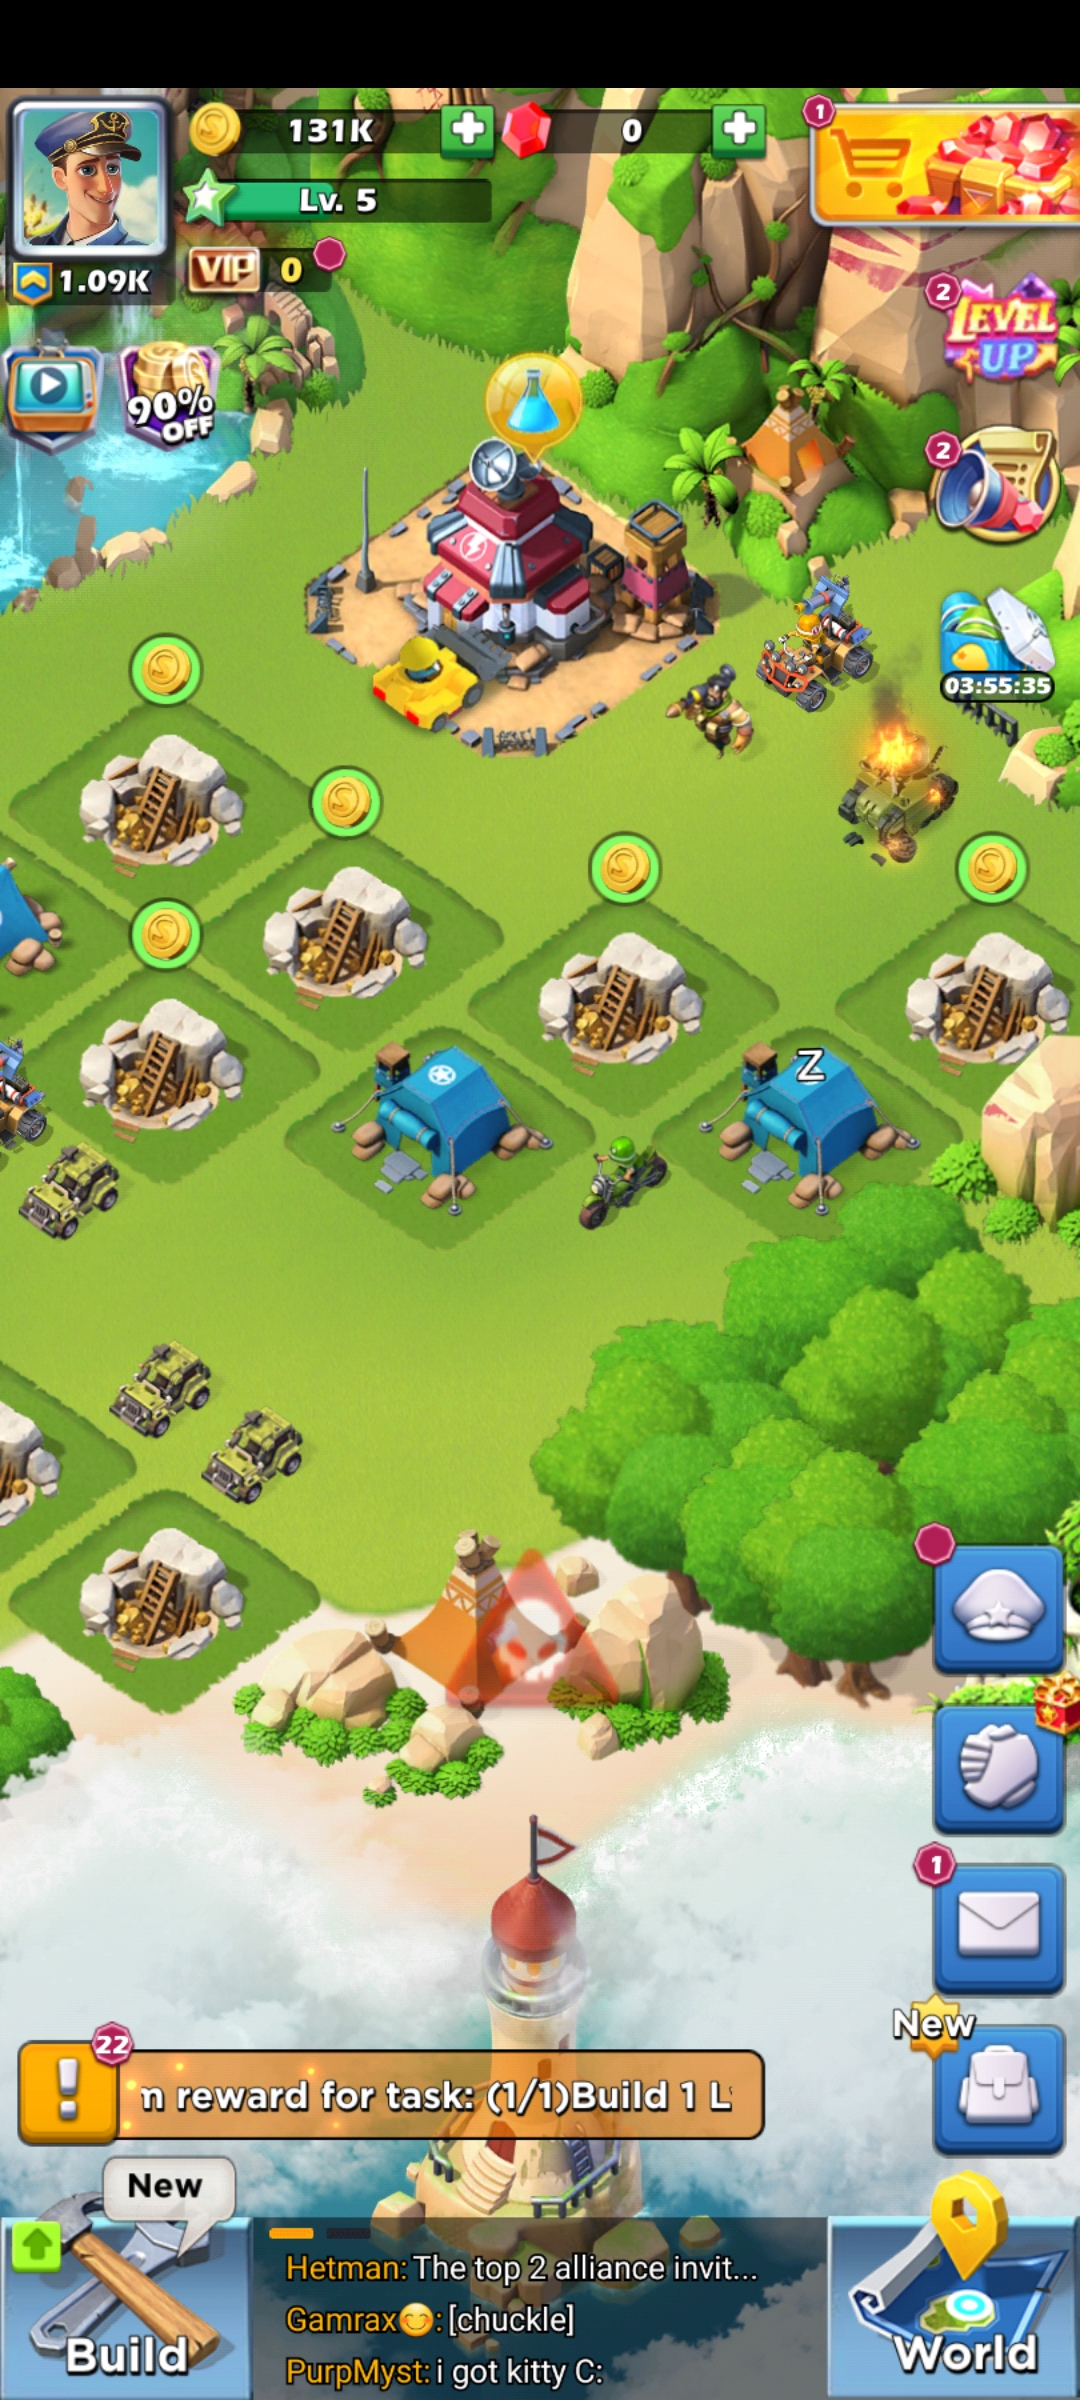 131K
0
1
Lv. 5
1.09K
VIP 0
2
LEVEL
UP
90%
OFF
2
03:55:35
Z
1
New
22
n reward for task: (1/1)Build 1 L
New
Hetman: The top 2 alliance invit...
Gamrax😊: [chuckle]
PurpMyst: i got kitty C:
Build
World